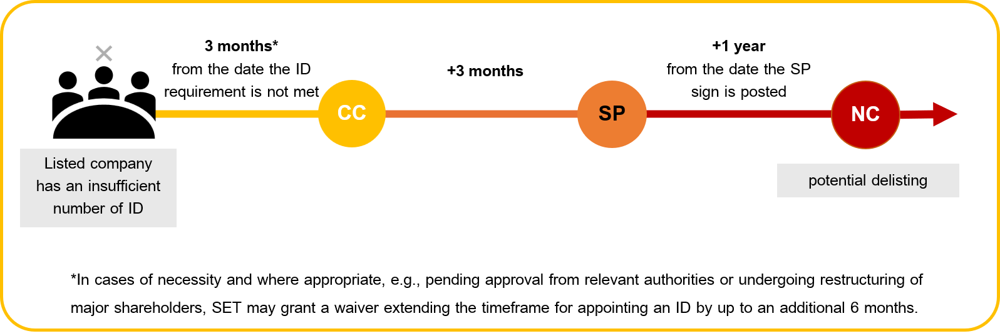 3 months*
from the date the ID
requirement is not met
+3 months
+1 year
from the date the SP
sign is posted
CC
SP
NC
Listed company
has an insufficient
number of ID
potential delisting
*In cases of necessity and where appropriate, e.g., pending approval from relevant authorities or undergoing restructuring of
major shareholders, SET may grant a waiver extending the timeframe for appointing an ID by up to an additional 6 months.